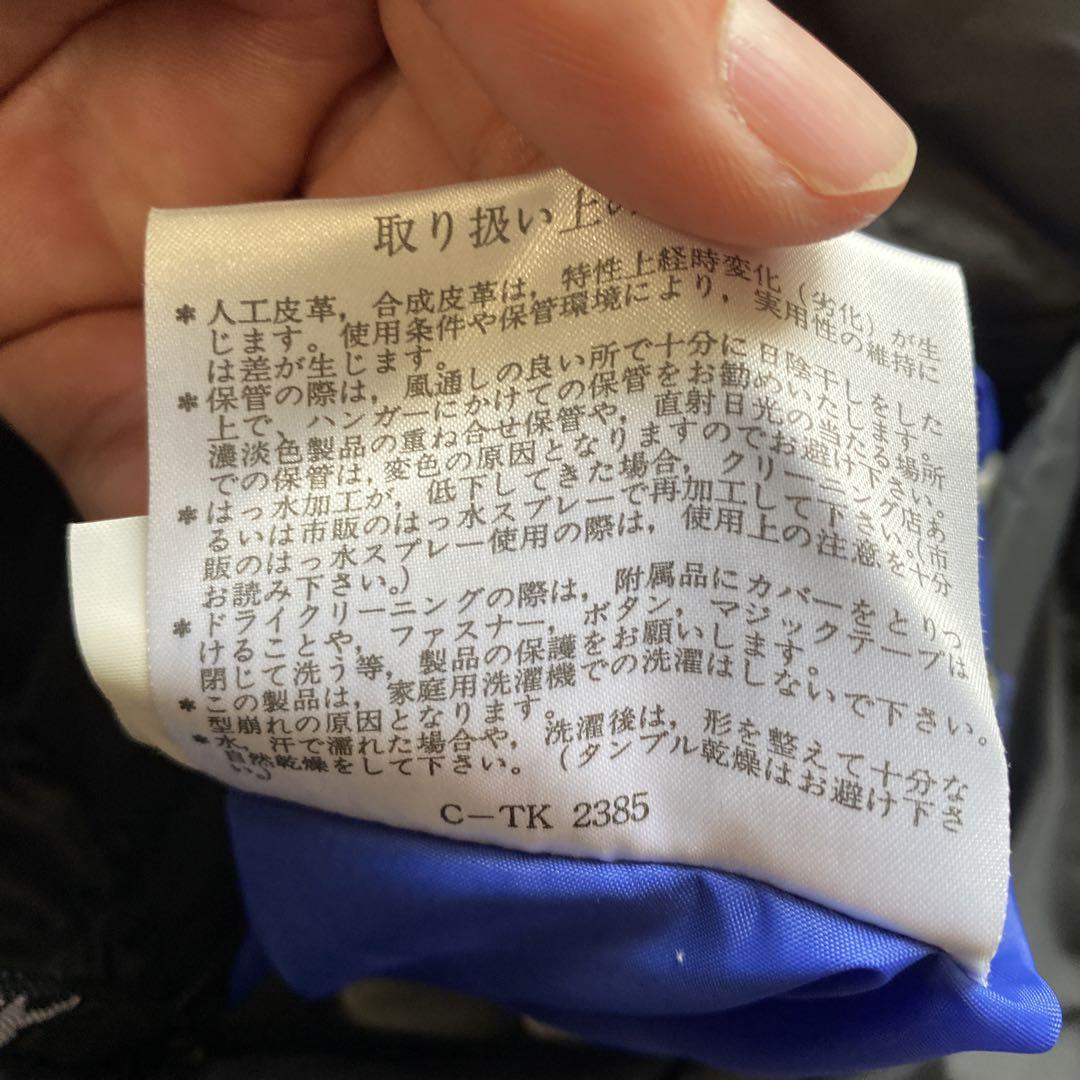 取り扱い上の
* 人工皮革，合成皮革は，特性上経時変化（劣化）が生
じます。使用条件や保管環境により，実用性の維持に
は差が生じます。
* 保管の際は，風通しの良い所で十分に日陰干しをした
上で、ハンガーにかけての保管をお勧めいたします。
濃淡色製品の重ね合せ保管や，直射日光の当たる場所
での保管は，変色の原因となりますのでお避け下さい。
* はっ水加工が，低下してきた場合，クリーニング店（あ
るいは市販のはっ水スプレーで再加工して下さい。（市
販のはっ水スプレー使用の際は，使用上の注意を十分
お読み下さい。）
* ドライクリーニングの際は，附属品にカバーをとりつ
けることや，ファスナー，ボタン，マジックテープは
閉じて洗う等，製品の保護をお願いします。
* この製品は，家庭用洗濯機での洗濯はしないで下さい。
型崩れの原因となります。
* 水，汗で濡れた場合や，洗濯後は，形を整えて十分な
自然乾燥をして下さい。（タンブル乾燥はお避け下さ
い。）
C-TK 2385